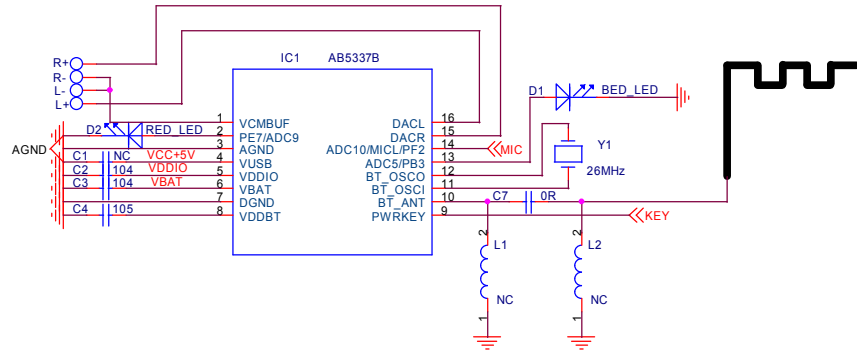 IC1 AB5337B
R+
R-
L-
L+
D1 BED_LED
1 VCMBUF DACL 16
D2 RED_LED 2 PE7/ADC9 DACR 15
AGND 3 AGND ADC10/MICL/PF2 14 MIC
C1 NC VCC+5V 4 VUSB ADC5/PB3 13
C2 104 VDDIO 5 VDDIO BT_OSCO 12
C3 104 VBAT 6 VBAT BT_OSCI 11
Y1
26MHz
7 DGND BT_ANT 10 C7 0R
C4 105 8 VDDBT PWRKEY 9 KEY
2 L1 NC 1
2 L2 NC 1